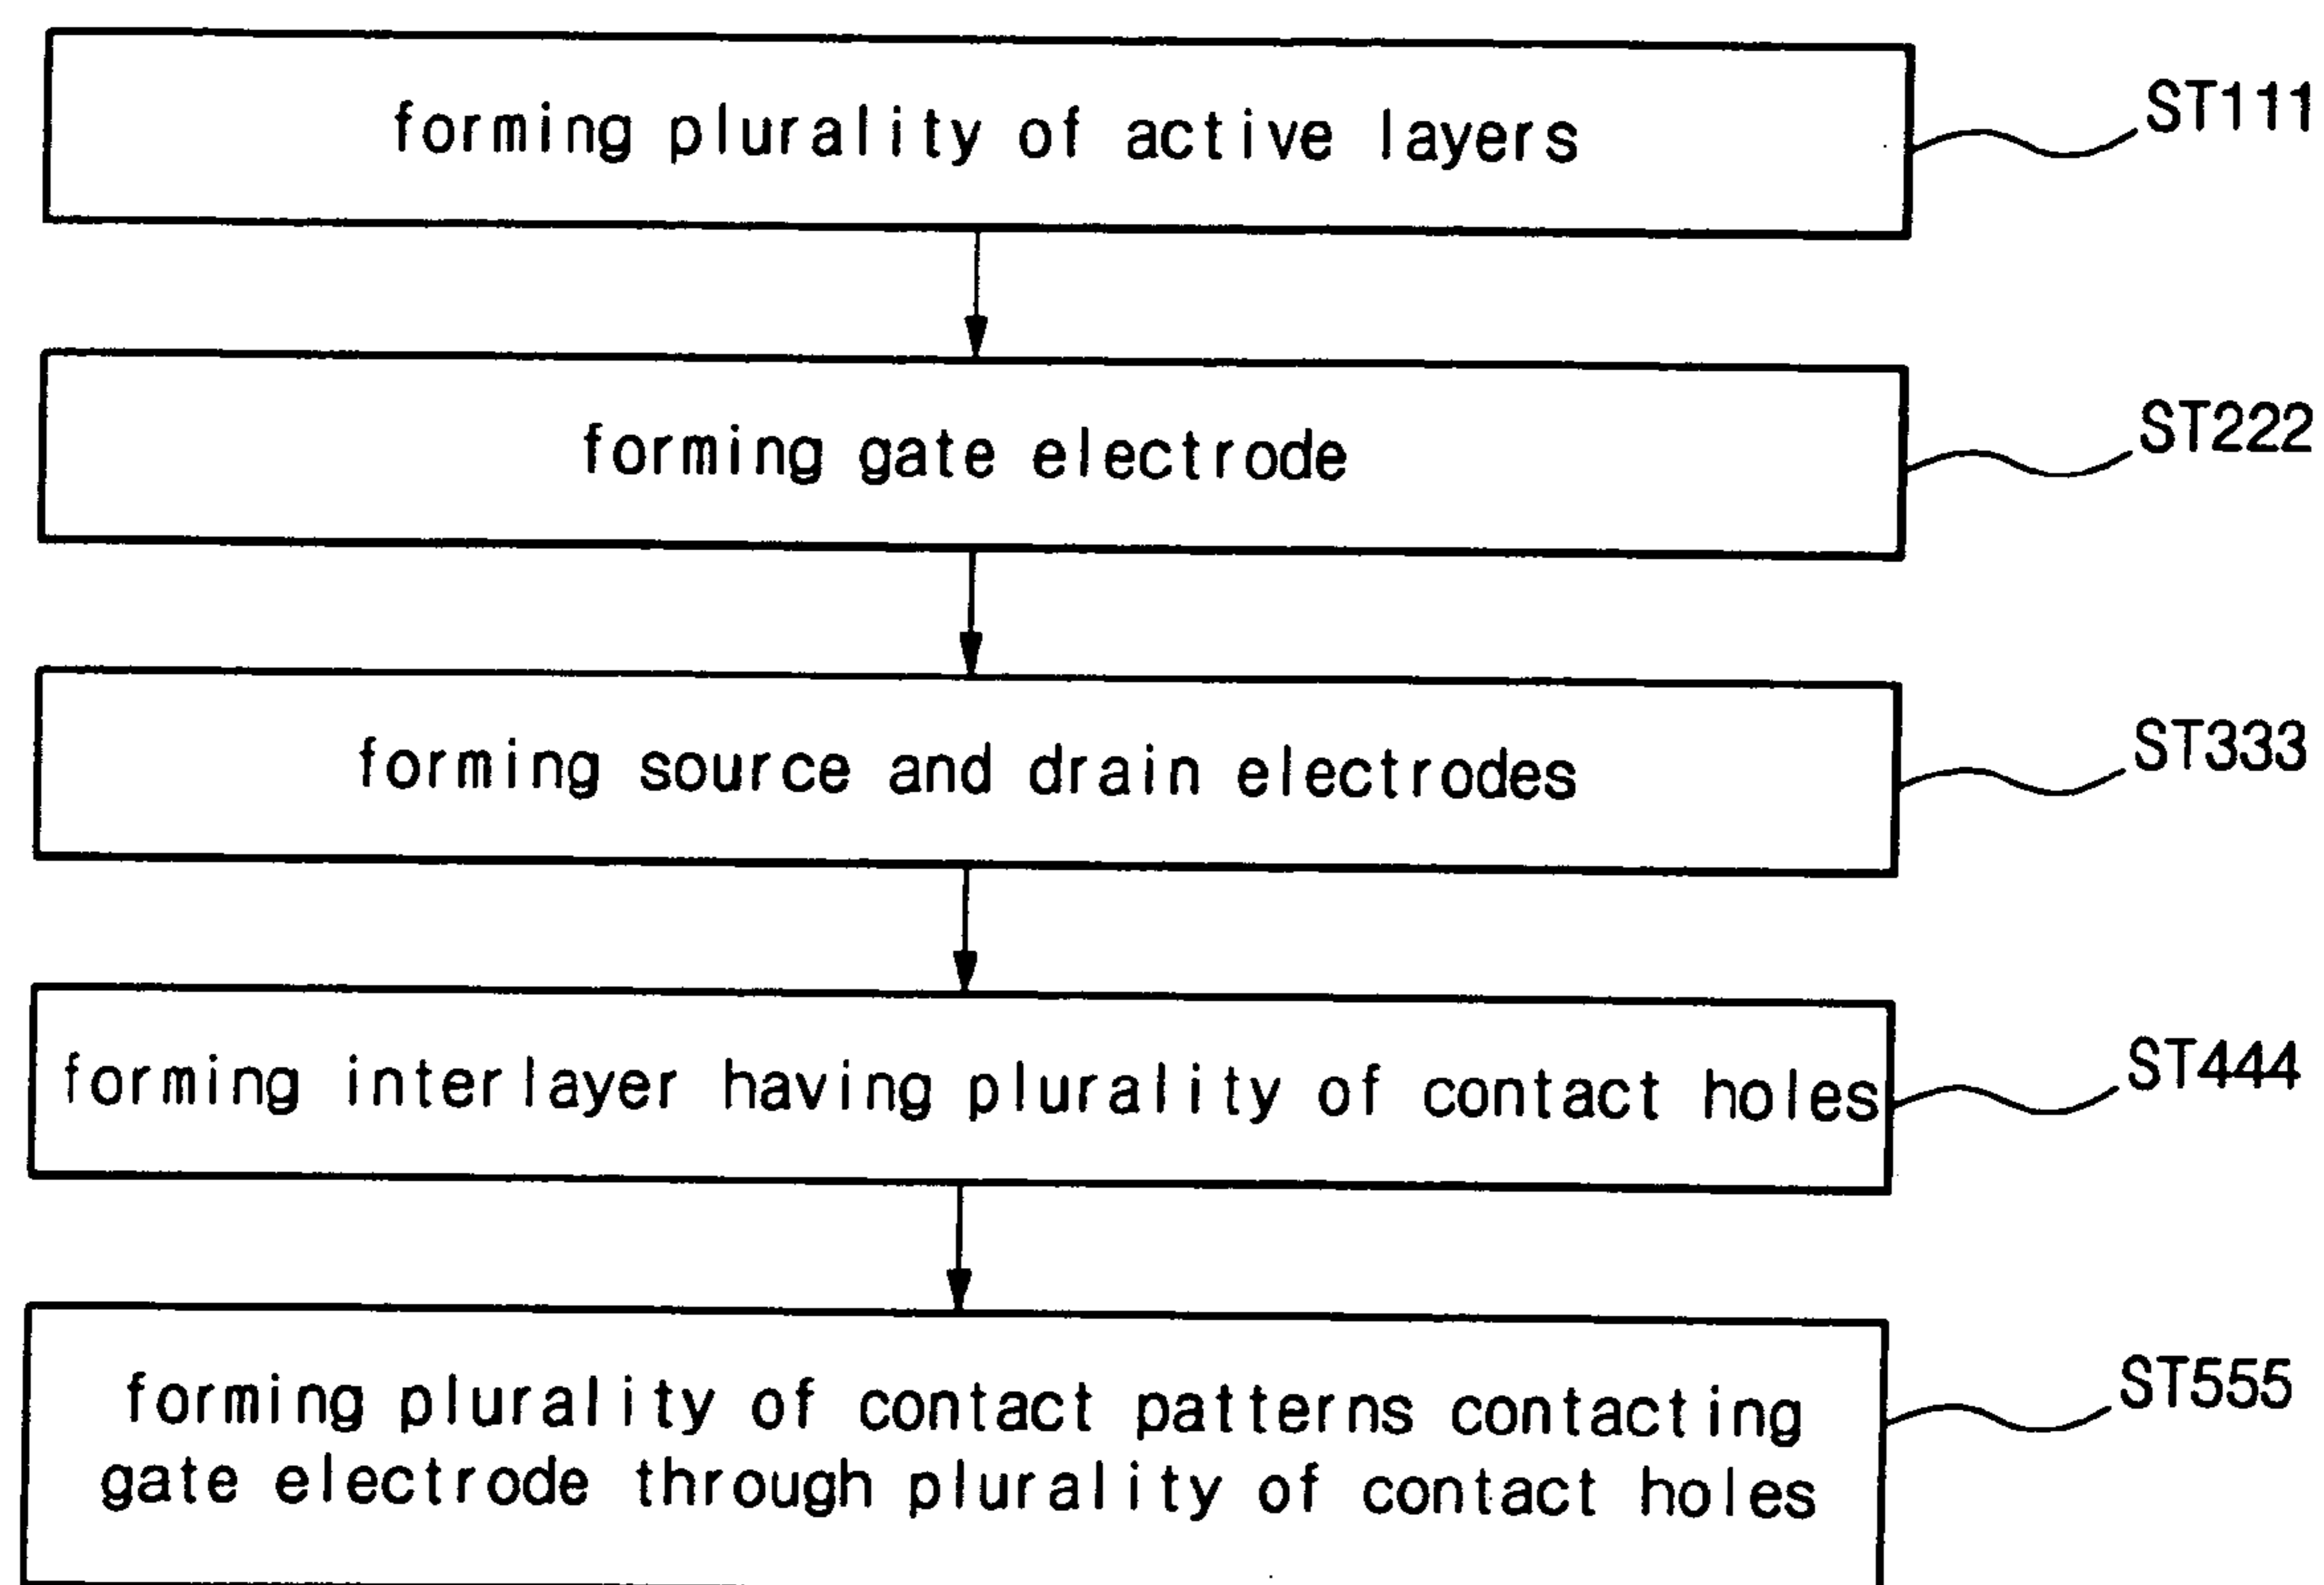 forming plurality of active layers
ST111
forming gate electrode
ST222
forming source and drain electrodes
ST333
forming interlayer having plurality of contact holes
ST444
forming plurality of contact patterns contacting
gate electrode through plurality of contact holes
ST555